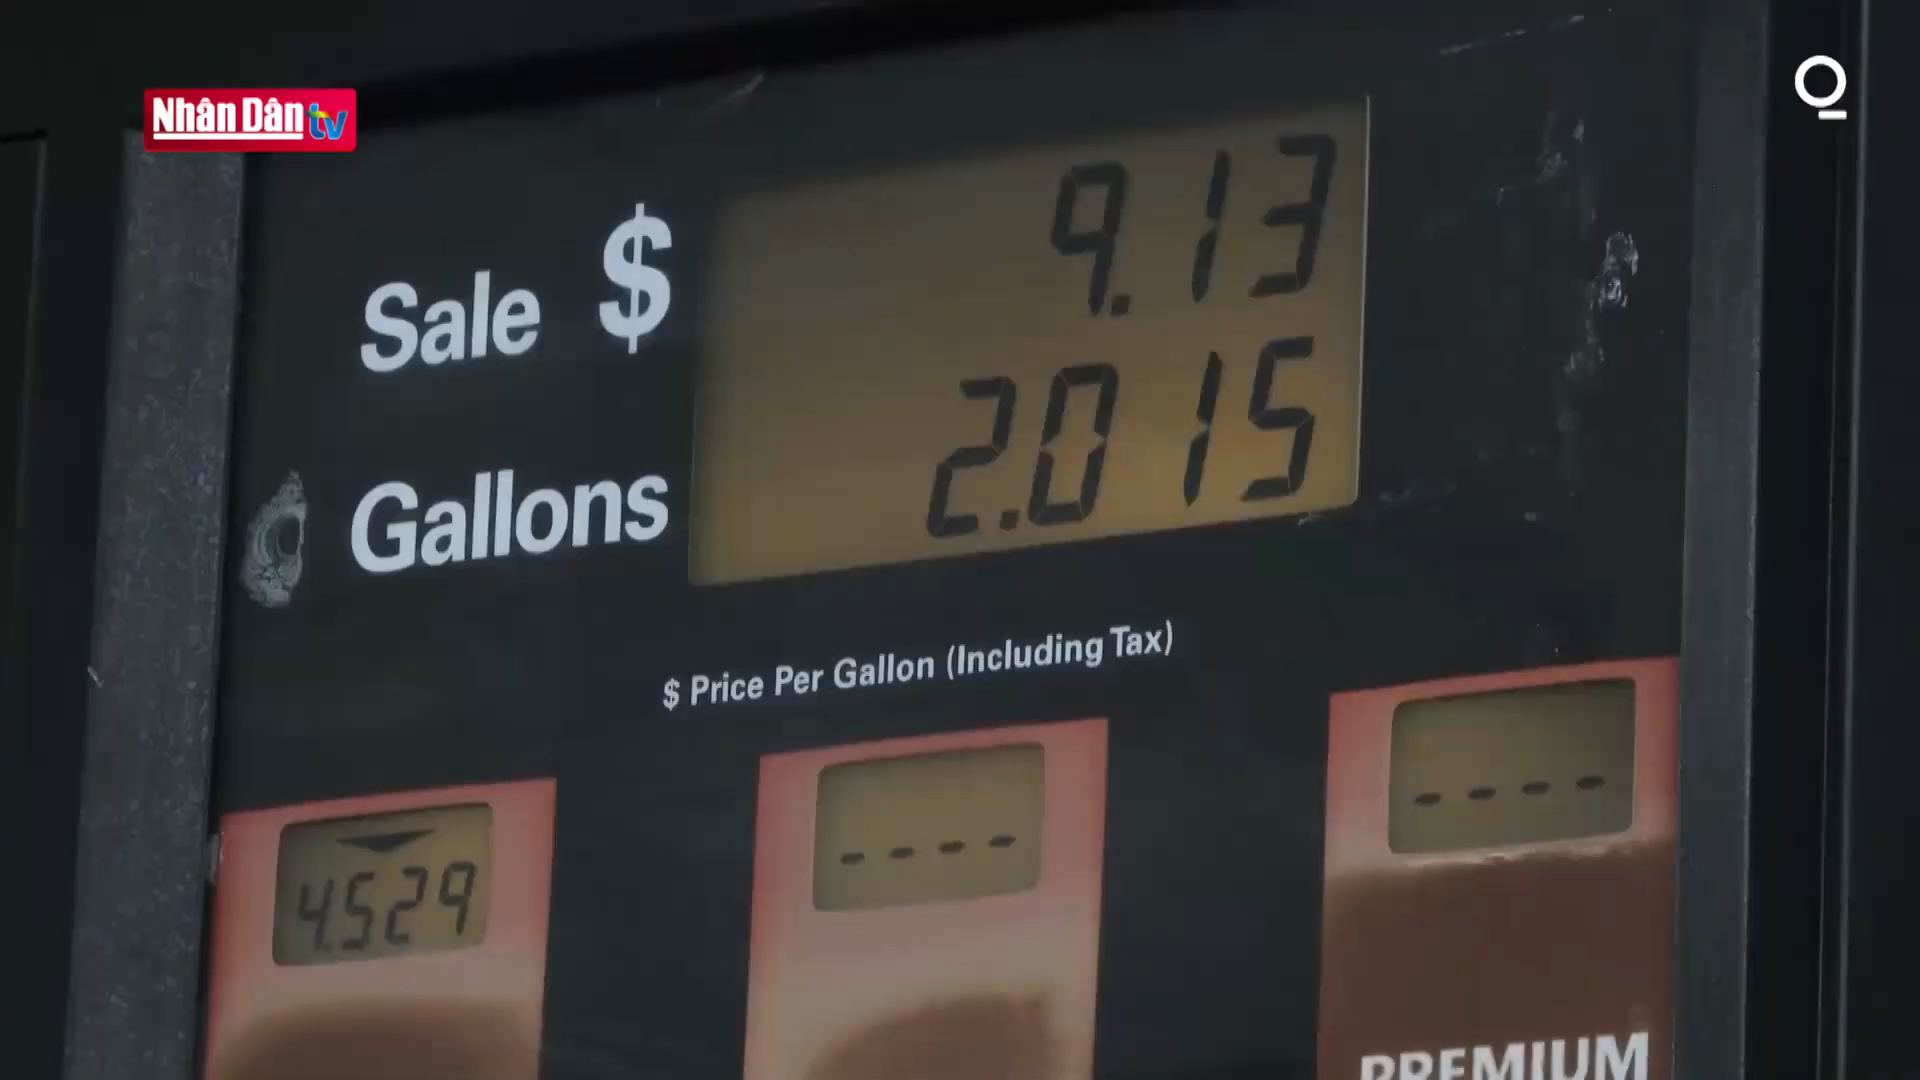 Nhân Dân tv
Sale $ 9.13
Gallons 2.015
$ Price Per Gallon (Including Tax)
4.529
- - - -
- - - -
PREMIUM